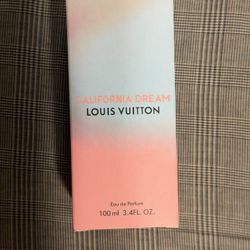 CALIFORNIA DREAM
LOUIS VUITTON
Eau de Parfum
100 ml 3.4FL. OZ.